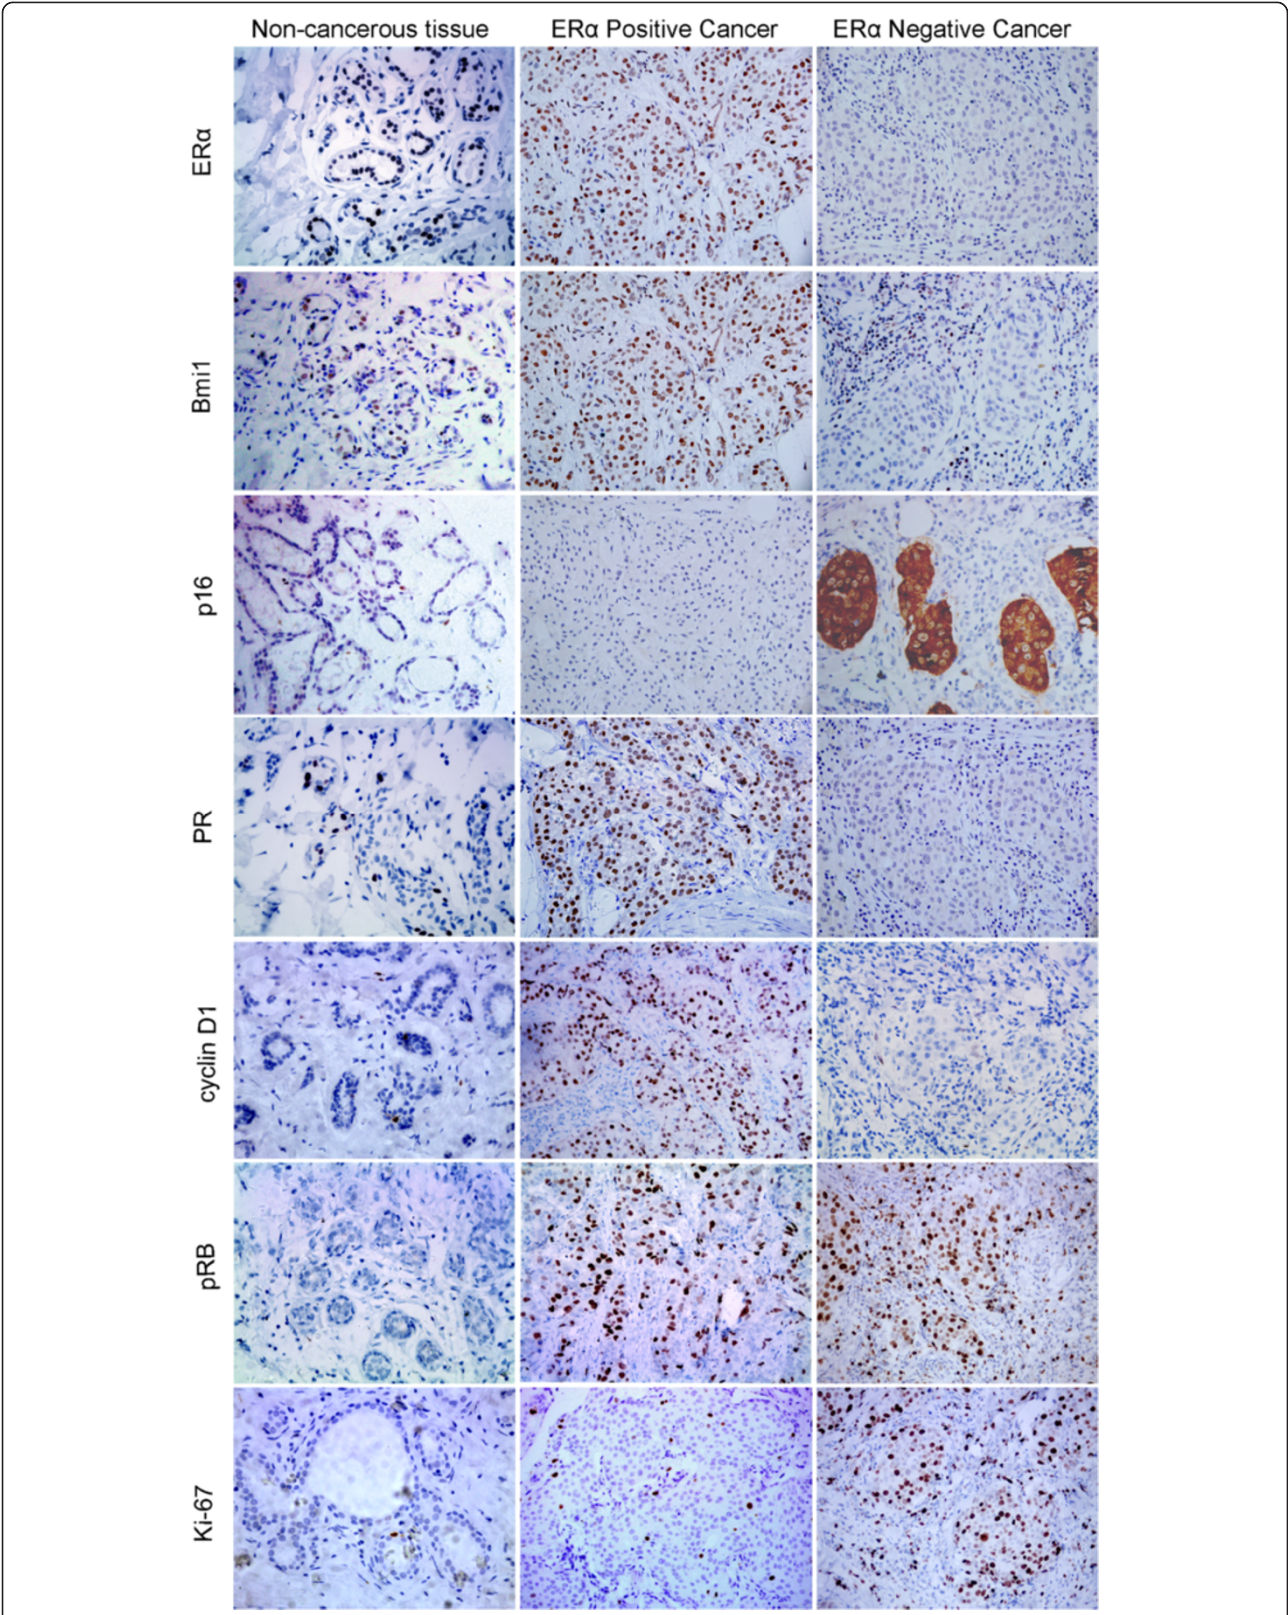 Non-cancerous tissue
ERα Positive Cancer
ERα Negative Cancer
ERα
Bmi1
p16
PR
cyclin D1
pRB
Ki-67